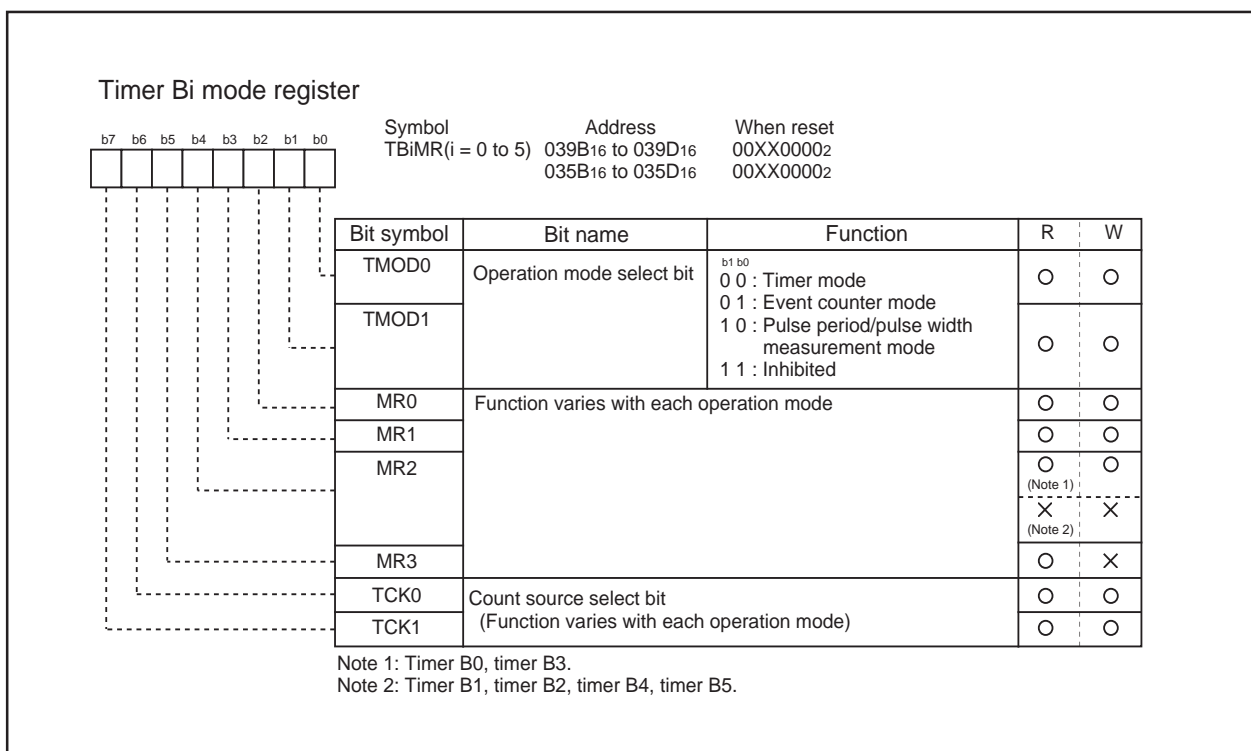 Timer Bi mode register
Symbol Address When reset
b7 b6 b5 b4 b3 b2 b1 b0
TBiMR(i = 0 to 5) 039B16 to 039D16 00XX00002
035B16 to 035D16 00XX00002
Bit symbol Bit name Function R W
TMOD0 Operation mode select bit
b1 b0
0 0 : Timer mode
0 1 : Event counter mode
TMOD1
1 0 : Pulse period/pulse width
measurement mode
1 1 : Inhibited
MR0 Function varies with each operation mode
MR1
MR2
(Note 1)
(Note 2)
MR3
TCK0 Count source select bit
TCK1 (Function varies with each operation mode)
Note 1: Timer B0, timer B3.
Note 2: Timer B1, timer B2, timer B4, timer B5.